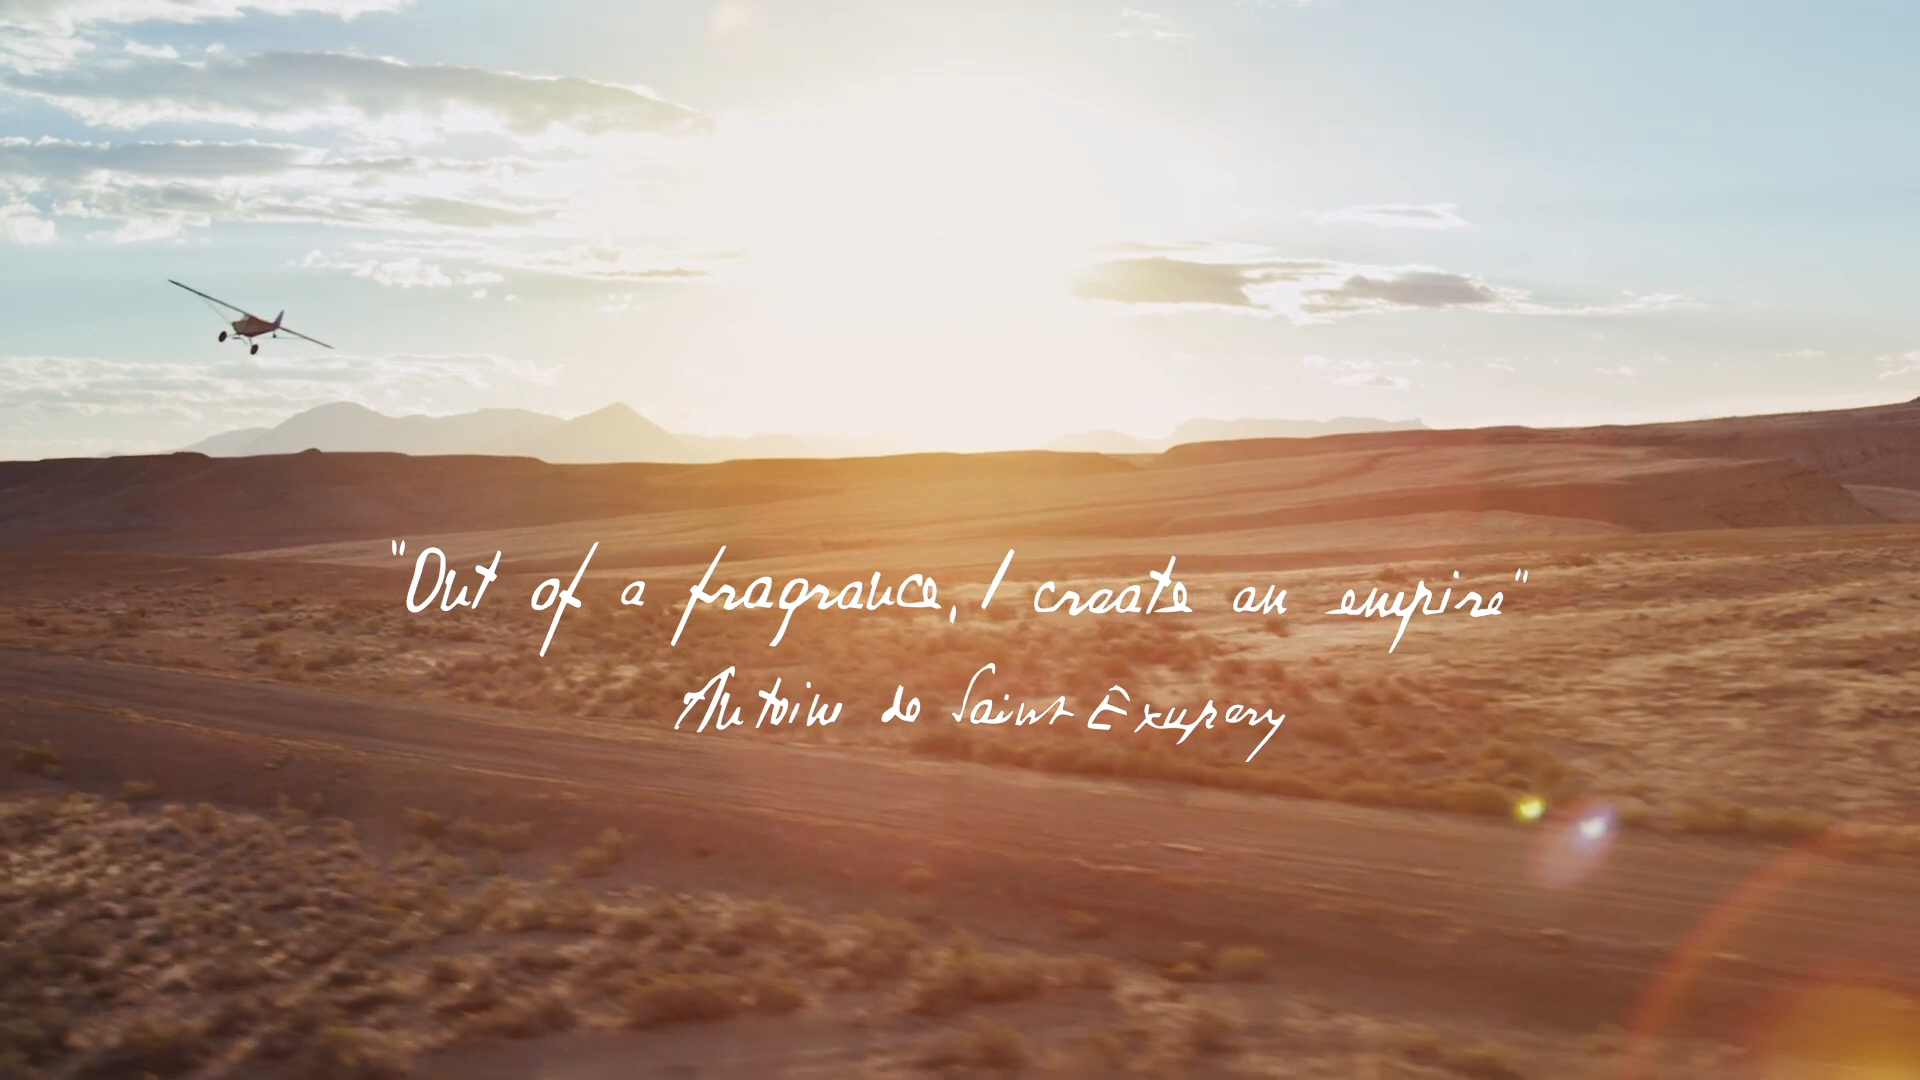 "Out of a fragrance, I create an empire"
Antoine de Saint Exupery